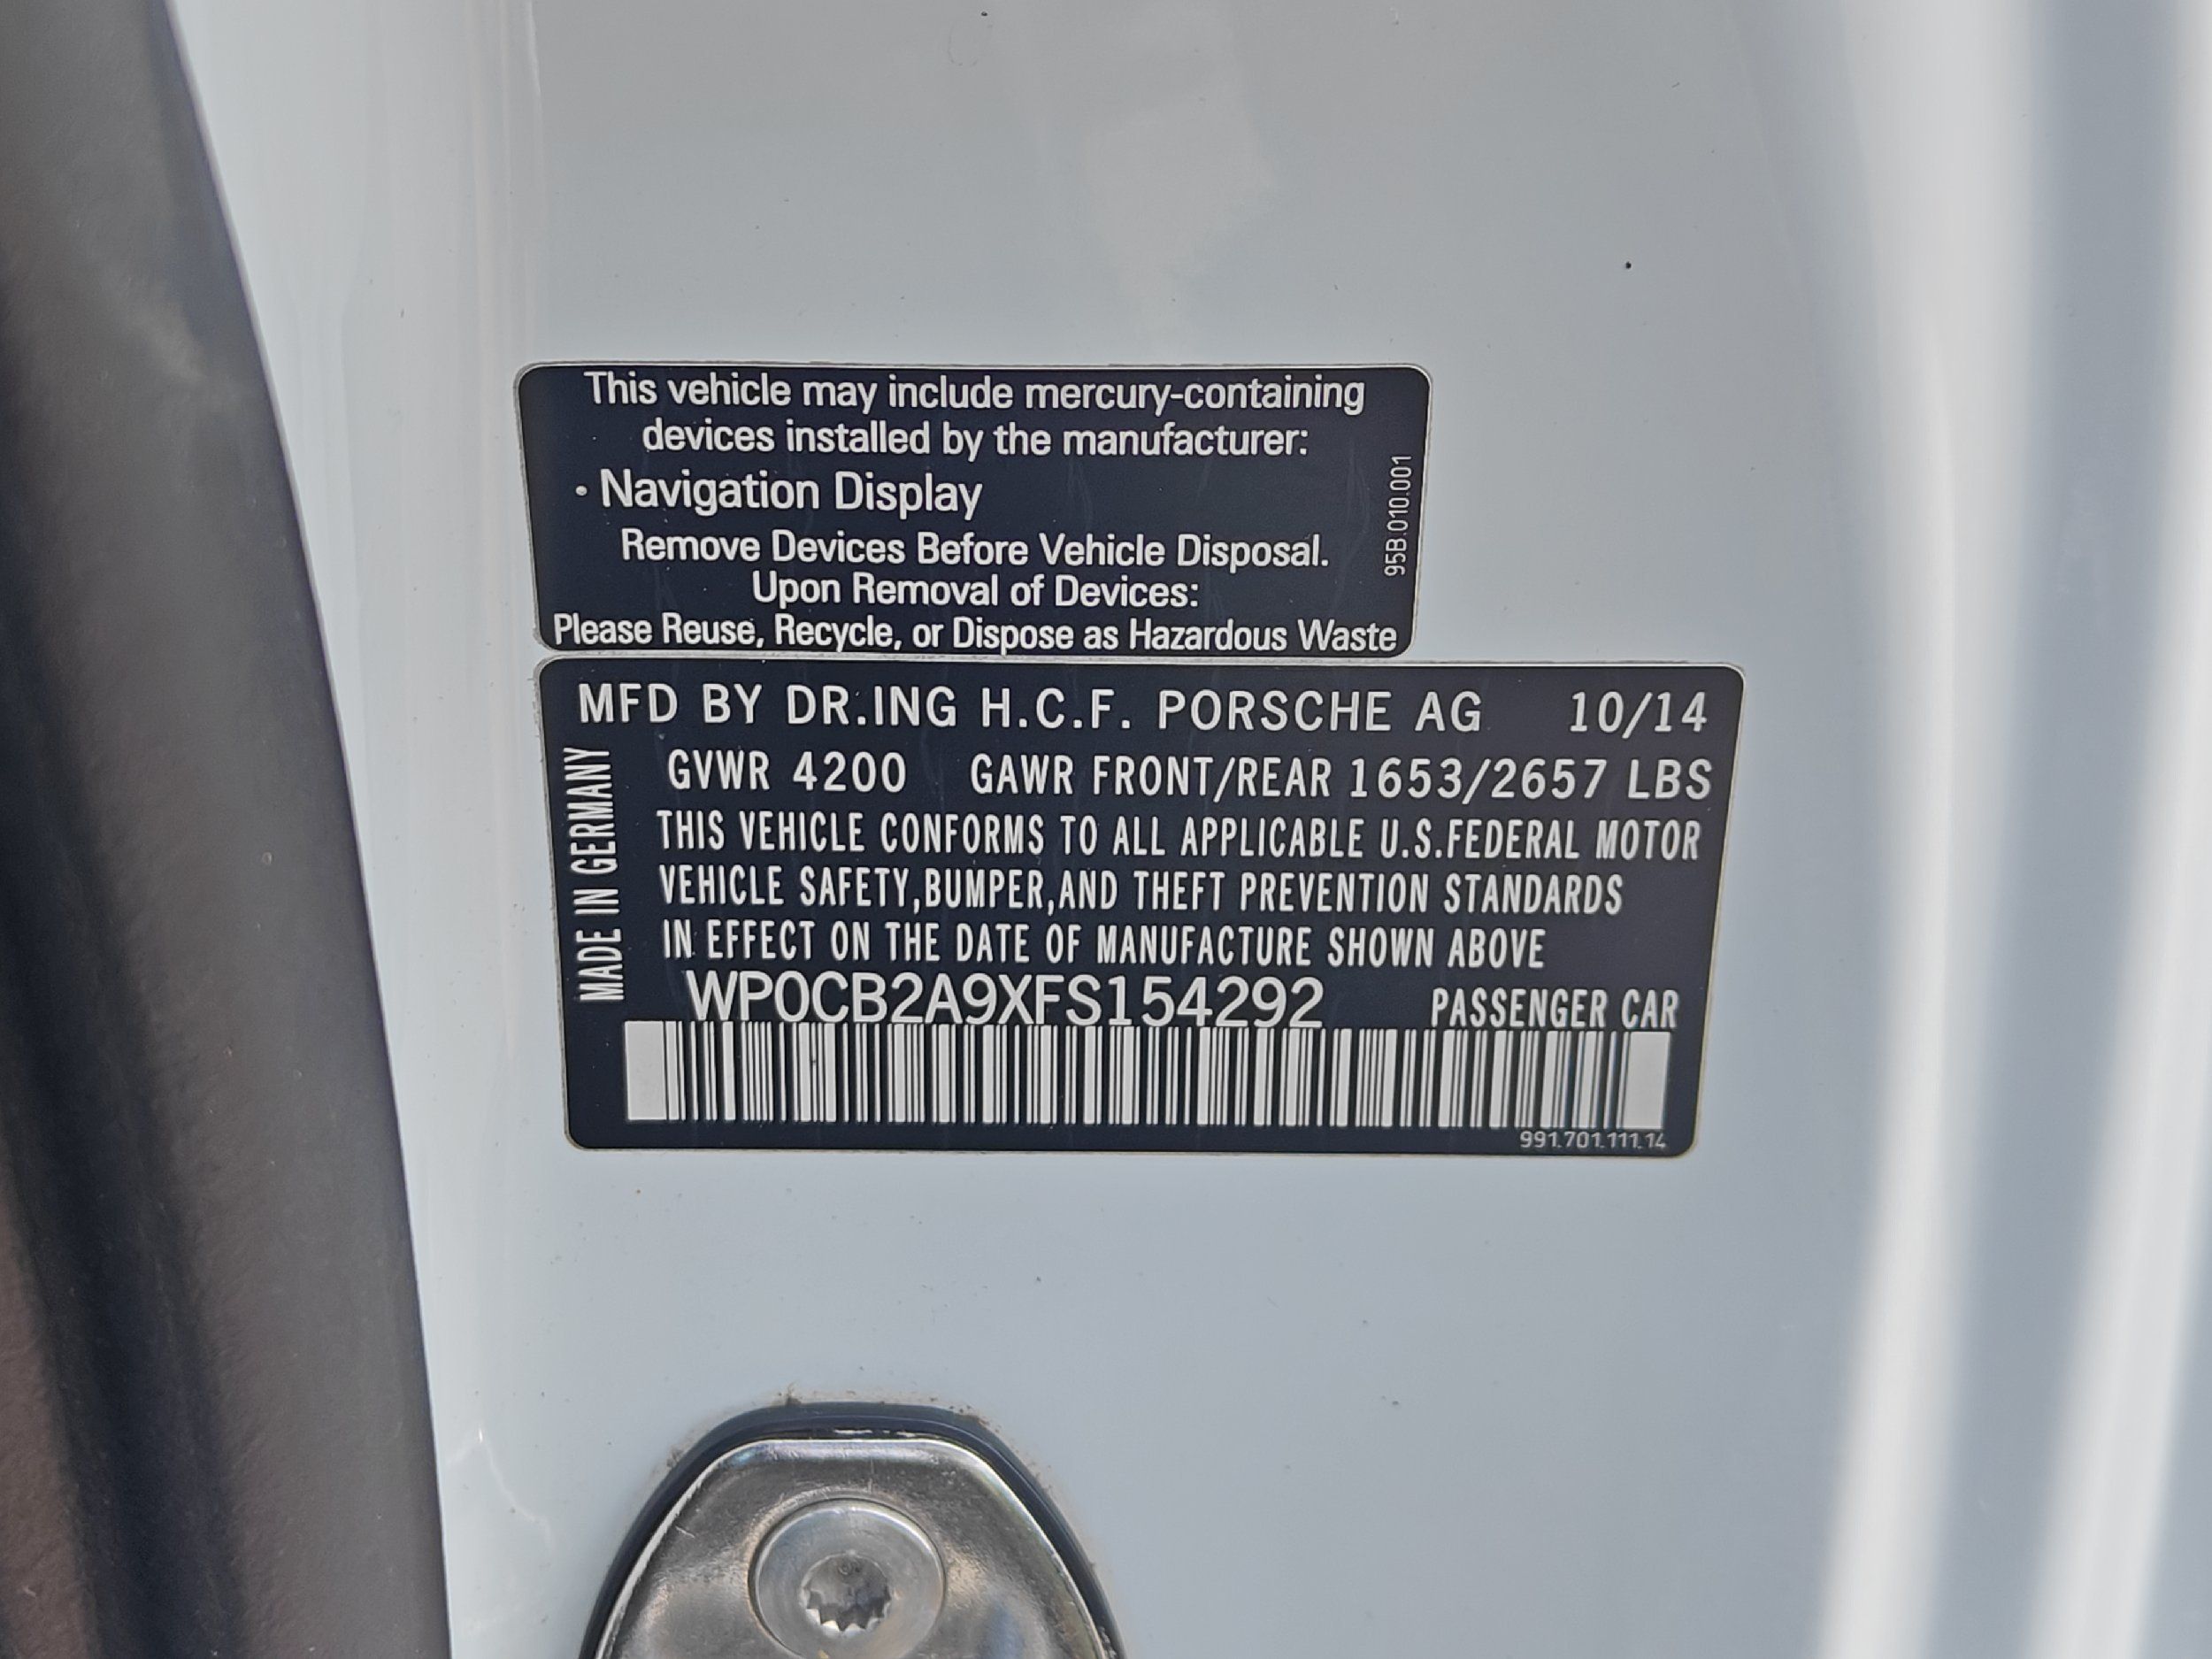 This vehicle may include mercury-containing
devices installed by the manufacturer:
· Navigation Display
Remove Devices Before Vehicle Disposal.
Upon Removal of Devices:
Please Reuse, Recycle, or Dispose as Hazardous Waste
95B.010.001
MFD BY DR.ING H.C.F. PORSCHE AG 10/14
GVWR 4200 GAWR FRONT/REAR 1653/2657 LBS
THIS VEHICLE CONFORMS TO ALL APPLICABLE U.S.FEDERAL MOTOR
VEHICLE SAFETY,BUMPER,AND THEFT PREVENTION STANDARDS
IN EFFECT ON THE DATE OF MANUFACTURE SHOWN ABOVE
MADE IN GERMANY
WP0CB2A9XFS154292 PASSENGER CAR
991.701.111.14